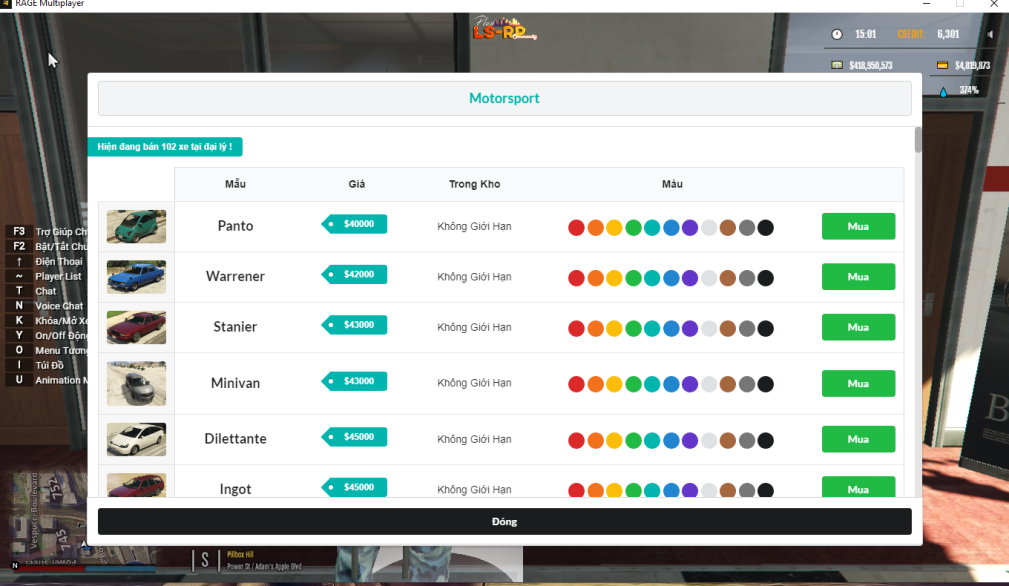 RAGE Multiplayer
Play
LS-RP
Community
15:01 CREDIT 6,301
$418,950,573 $4,819,873
374%
Motorsport
Hiện đang bán 102 xe tại đại lý !
Mẫu Giá Trong Kho Màu
Panto $40000 Không Giới Hạn Mua
Warrener $42000 Không Giới Hạn Mua
Stanier $43000 Không Giới Hạn Mua
Minivan $43000 Không Giới Hạn Mua
Dilettante $45000 Không Giới Hạn Mua
Ingot $45000 Không Giới Hạn Mua
Đóng
F3 Trợ Giúp Ch
F2 Bật/Tắt Chu
↑ Điện Thoại
~ Player List
T Chat
N Voice Chat
K Khóa/Mở Xe
Y On/Off Động
O Menu Tương
I Túi Đồ
U Animation M
B
Vespucci Boulevard
752
745
Power Street
N
S
Pillbox Hill
Power St / Adam's Apple Blvd